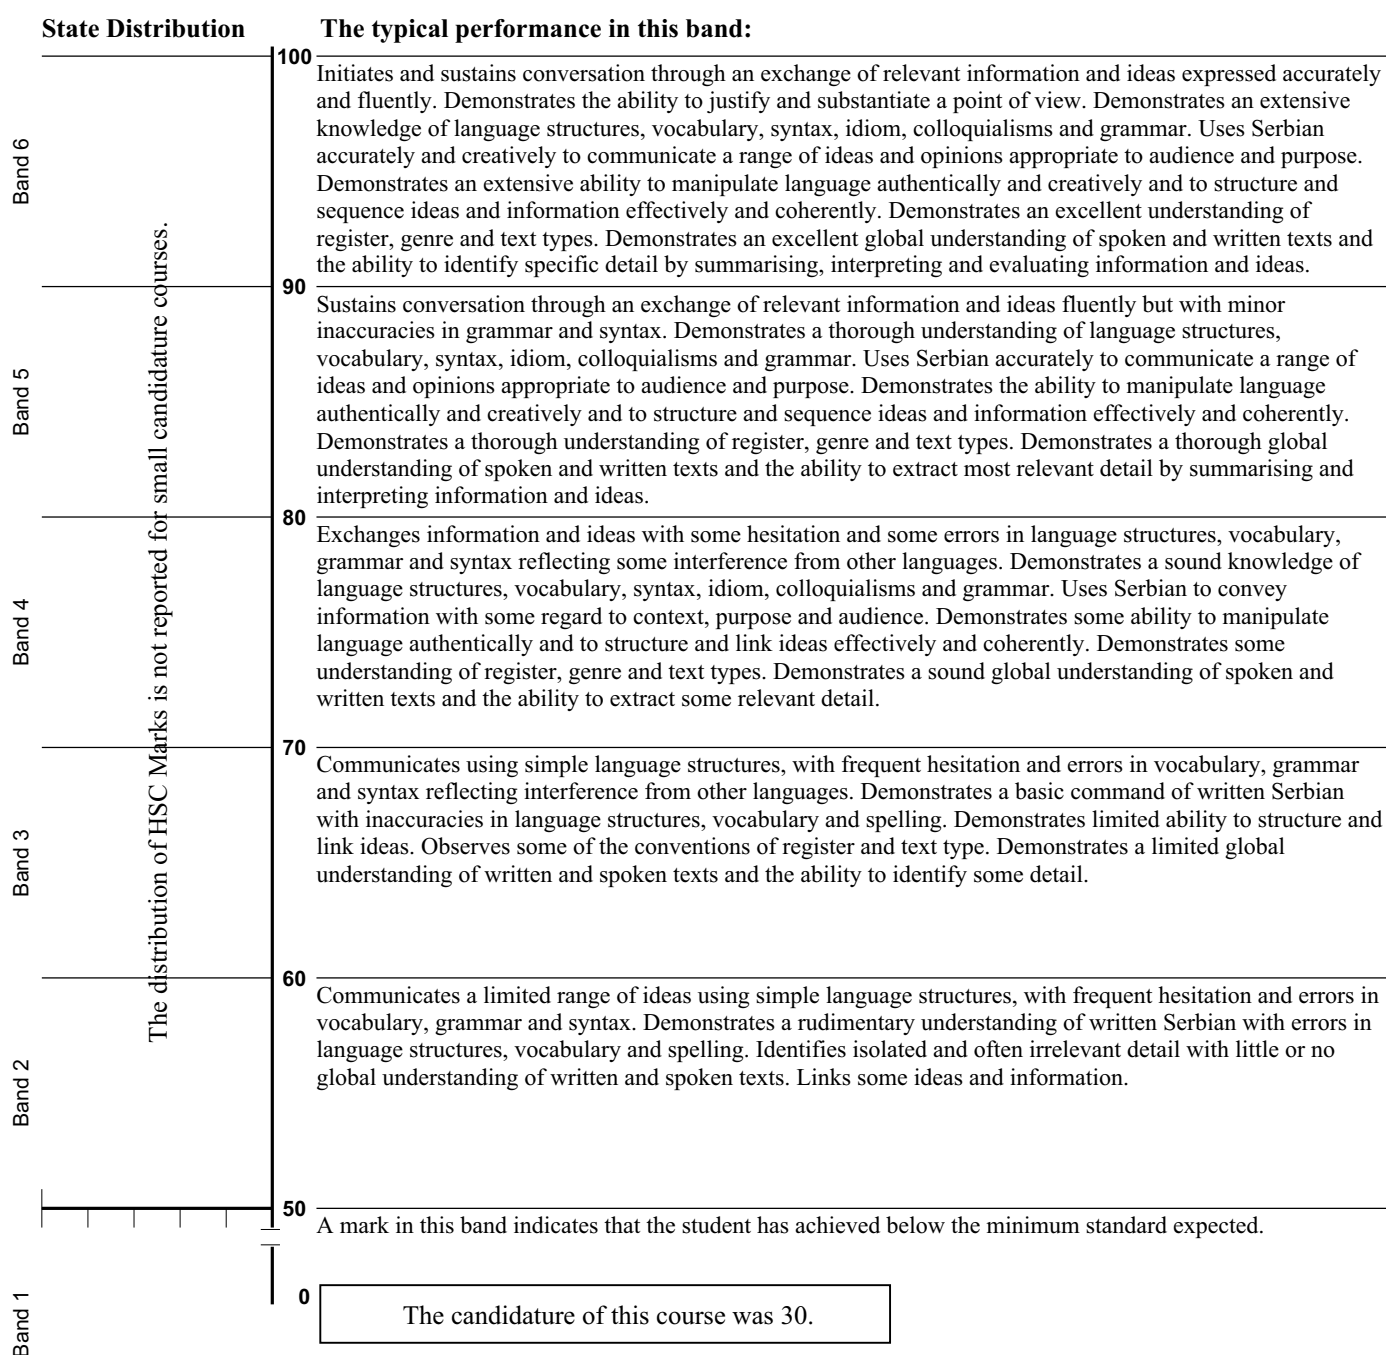 State Distribution
The typical performance in this band:
100
Initiates and sustains conversation through an exchange of relevant information and ideas expressed accurately
and fluently. Demonstrates the ability to justify and substantiate a point of view. Demonstrates an extensive
knowledge of language structures, vocabulary, syntax, idiom, colloquialisms and grammar. Uses Serbian
accurately and creatively to communicate a range of ideas and opinions appropriate to audience and purpose.
Demonstrates an extensive ability to manipulate language authentically and creatively and to structure and
sequence ideas and information effectively and coherently. Demonstrates an excellent understanding of
register, genre and text types. Demonstrates an excellent global understanding of spoken and written texts and
the ability to identify specific detail by summarising, interpreting and evaluating information and ideas.
Band 6
90
Sustains conversation through an exchange of relevant information and ideas fluently but with minor
inaccuracies in grammar and syntax. Demonstrates a thorough understanding of language structures,
vocabulary, syntax, idiom, colloquialisms and grammar. Uses Serbian accurately to communicate a range of
ideas and opinions appropriate to audience and purpose. Demonstrates the ability to manipulate language
authentically and creatively and to structure and sequence ideas and information effectively and coherently.
Demonstrates a thorough understanding of register, genre and text types. Demonstrates a thorough global
understanding of spoken and written texts and the ability to extract most relevant detail by summarising and
interpreting information and ideas.
Band 5
80
Exchanges information and ideas with some hesitation and some errors in language structures, vocabulary,
grammar and syntax reflecting some interference from other languages. Demonstrates a sound knowledge of
language structures, vocabulary, syntax, idiom, colloquialisms and grammar. Uses Serbian to convey
information with some regard to context, purpose and audience. Demonstrates some ability to manipulate
language authentically and to structure and link ideas effectively and coherently. Demonstrates some
understanding of register, genre and text types. Demonstrates a sound global understanding of spoken and
written texts and the ability to extract some relevant detail.
Band 4
The distribution of HSC Marks is not reported for small candidature courses.
70
Communicates using simple language structures, with frequent hesitation and errors in vocabulary, grammar
and syntax reflecting interference from other languages. Demonstrates a basic command of written Serbian
with inaccuracies in language structures, vocabulary and spelling. Demonstrates limited ability to structure and
link ideas. Observes some of the conventions of register and text type. Demonstrates a limited global
understanding of written and spoken texts and the ability to identify some detail.
Band 3
60
Communicates a limited range of ideas using simple language structures, with frequent hesitation and errors in
vocabulary, grammar and syntax. Demonstrates a rudimentary understanding of written Serbian with errors in
language structures, vocabulary and spelling. Identifies isolated and often irrelevant detail with little or no
global understanding of written and spoken texts. Links some ideas and information.
Band 2
50
A mark in this band indicates that the student has achieved below the minimum standard expected.
0
Band 1
The candidature of this course was 30.